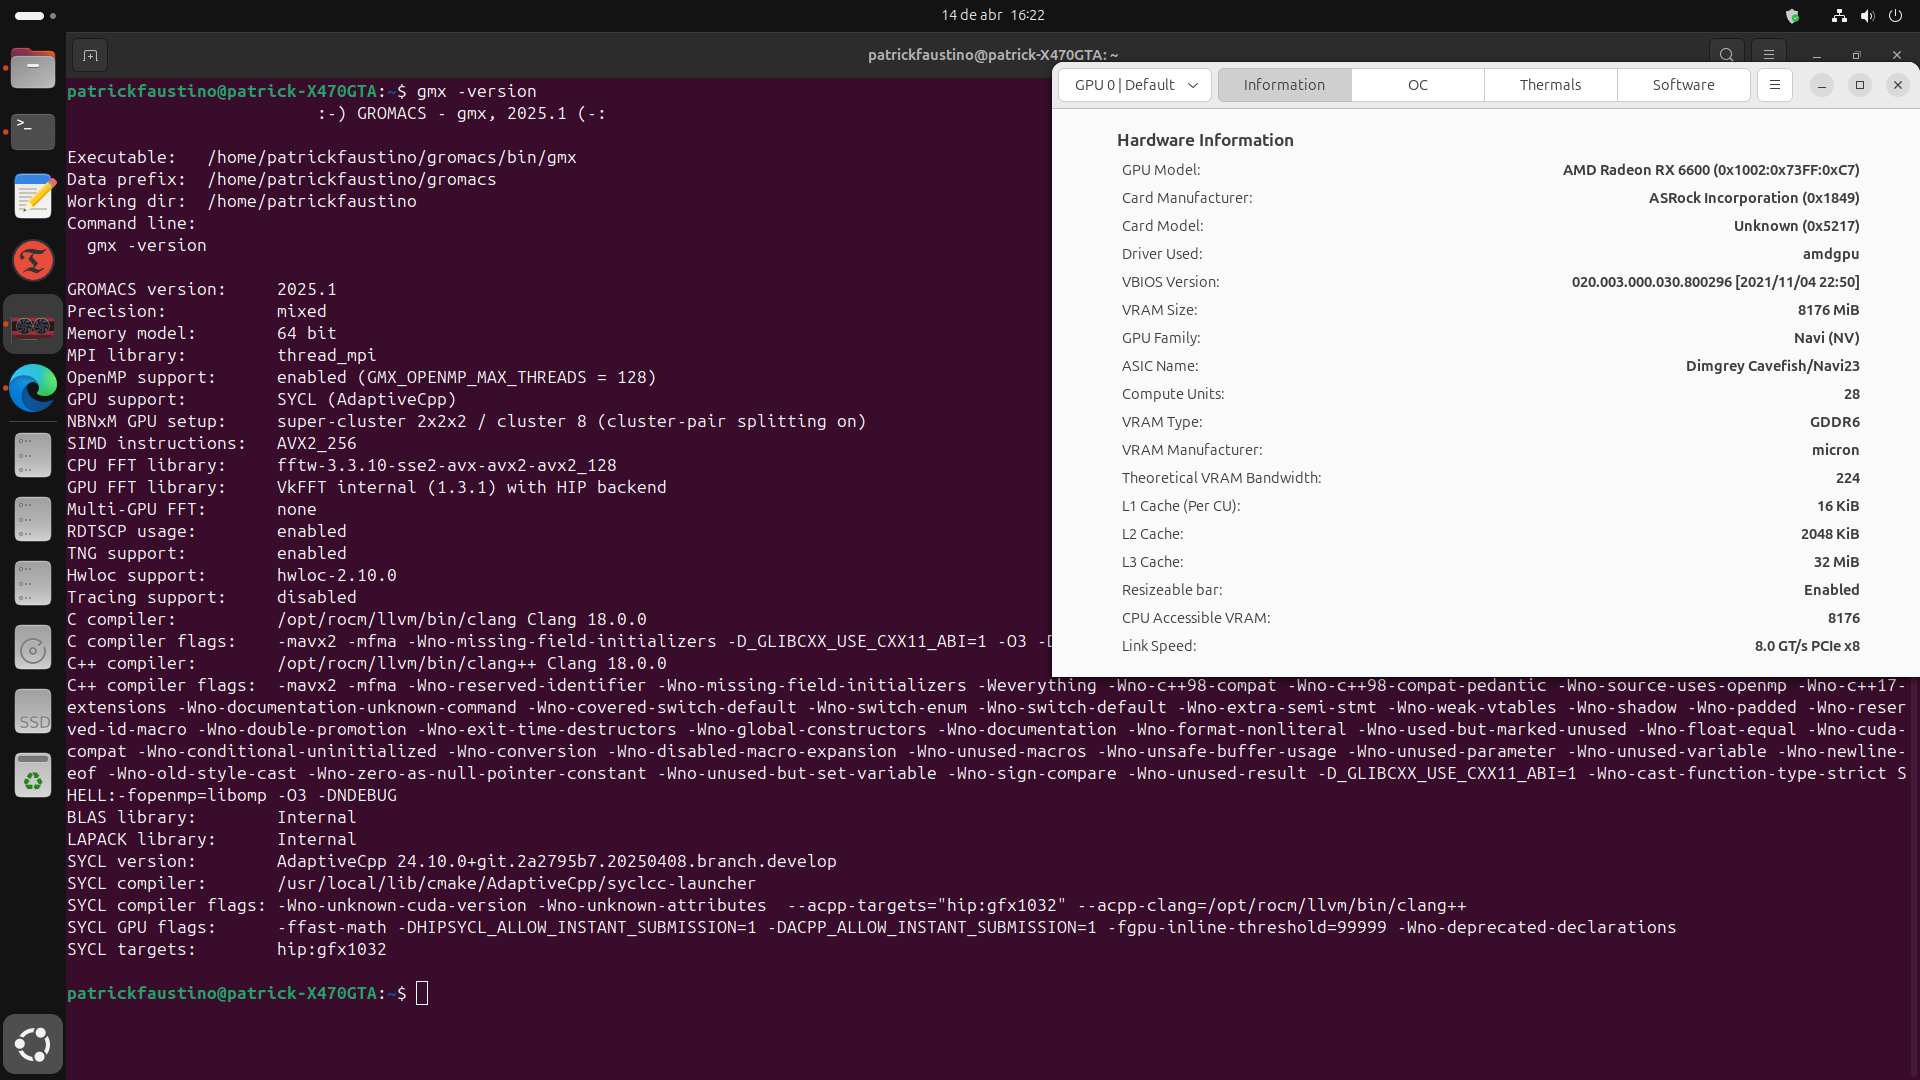 14 de abr 16:22
patrickfaustino@patrick-X470GTA: ~
patrickfaustino@patrick-X470GTA:~$ gmx -version
:-) GROMACS - gmx, 2025.1 (-:
Executable: /home/patrickfaustino/gromacs/bin/gmx
Data prefix: /home/patrickfaustino/gromacs
Working dir: /home/patrickfaustino
Command line:
gmx -version
GROMACS version: 2025.1
Precision: mixed
Memory model: 64 bit
MPI library: thread_mpi
OpenMP support: enabled (GMX_OPENMP_MAX_THREADS = 128)
GPU support: SYCL (AdaptiveCpp)
NBNxM GPU setup: super-cluster 2x2x2 / cluster 8 (cluster-pair splitting on)
SIMD instructions: AVX2_256
CPU FFT library: fftw-3.3.10-sse2-avx-avx2-avx2_128
GPU FFT library: VkFFT internal (1.3.1) with HIP backend
Multi-GPU FFT: none
RDTSCP usage: enabled
TNG support: enabled
Hwloc support: hwloc-2.10.0
Tracing support: disabled
C compiler: /opt/rocm/llvm/bin/clang Clang 18.0.0
C compiler flags: -mavx2 -mfma -Wno-missing-field-initializers -D_GLIBCXX_USE_CXX11_ABI=1 -O3
C++ compiler: /opt/rocm/llvm/bin/clang++ Clang 18.0.0
C++ compiler flags: -mavx2 -mfma -Wno-reserved-identifier -Wno-missing-field-initializers -Weverything -Wno-c++98-compat -Wno-c++98-compat-pedantic -Wno-source-uses-openmp -Wno-c++17-
extensions -Wno-documentation-unknown-command -Wno-covered-switch-default -Wno-switch-enum -Wno-switch-default -Wno-extra-semi-stmt -Wno-weak-vtables -Wno-shadow -Wno-padded -Wno-reser
ved-id-macro -Wno-double-promotion -Wno-exit-time-destructors -Wno-global-constructors -Wno-documentation -Wno-format-nonliteral -Wno-used-but-marked-unused -Wno-float-equal -Wno-cuda-
compat -Wno-conditional-uninitialized -Wno-conversion -Wno-disabled-macro-expansion -Wno-unused-macros -Wno-unsafe-buffer-usage -Wno-unused-parameter -Wno-unused-variable -Wno-newline-
eof -Wno-old-style-cast -Wno-zero-as-null-pointer-constant -Wno-unused-but-set-variable -Wno-sign-compare -Wno-unused-result -D_GLIBCXX_USE_CXX11_ABI=1 -Wno-cast-function-type-strict S
HELL:-fopenmp=libomp -O3 -DNDEBUG
BLAS library: Internal
LAPACK library: Internal
SYCL version: AdaptiveCpp 24.10.0+git.2a2795b7.20250408.branch.develop
SYCL compiler: /usr/local/lib/cmake/AdaptiveCpp/syclcc-launcher
SYCL compiler flags: -Wno-unknown-cuda-version -Wno-unknown-attributes --acpp-targets="hip:gfx1032" --acpp-clang=/opt/rocm/llvm/bin/clang++
SYCL GPU flags: -ffast-math -DHIPSYCL_ALLOW_INSTANT_SUBMISSION=1 -DACPP_ALLOW_INSTANT_SUBMISSION=1 -fgpu-inline-threshold=99999 -Wno-deprecated-declarations
SYCL targets: hip:gfx1032
patrickfaustino@patrick-X470GTA:~$
GPU 0 | Default Information OC Thermals Software
Hardware Information
GPU Model: AMD Radeon RX 6600 (0x1002:0x73FF:0xC7)
Card Manufacturer: ASRock Incorporation (0x1849)
Card Model: Unknown (0x5217)
Driver Used: amdgpu
VBIOS Version: 020.003.000.030.800296 [2021/11/04 22:50]
VRAM Size: 8176 MiB
GPU Family: Navi (NV)
ASIC Name: Dimgrey Cavefish/Navi23
Compute Units: 28
VRAM Type: GDDR6
VRAM Manufacturer: micron
Theoretical VRAM Bandwidth: 224
L1 Cache (Per CU): 16 KiB
L2 Cache: 2048 KiB
L3 Cache: 32 MiB
Resizeable bar: Enabled
CPU Accessible VRAM: 8176
Link Speed: 8.0 GT/s PCIe x8
>_
SSD